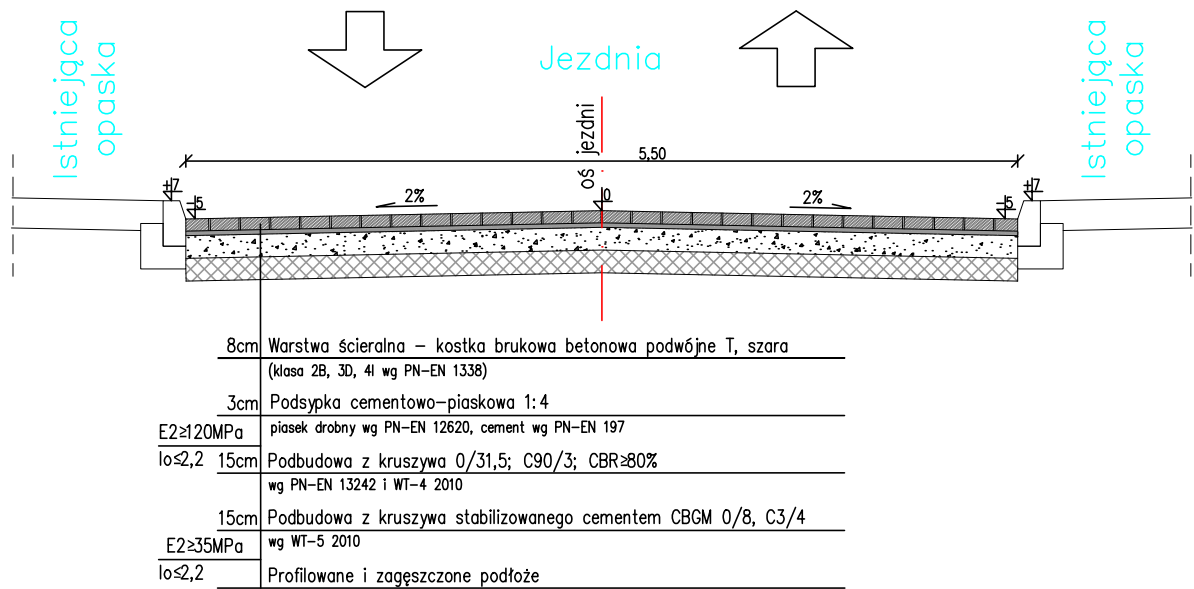 Istniejąca
opaska
Jezdnia
Istniejąca
opaska
oś jezdni
5,50
+7
-5
2%
0
2%
-5
+7
8cm Warstwa ścieralna – kostka brukowa betonowa podwójne T, szara
(klasa 2B, 3D, 4I wg PN-EN 1338)
3cm Podsypka cementowo-piaskowa 1:4
E2≥120MPa piasek drobny wg PN-EN 12620, cement wg PN-EN 197
Io≤2,2 15cm Podbudowa z kruszywa 0/31,5; C90/3; CBR≥80%
wg PN-EN 13242 i WT-4 2010
15cm Podbudowa z kruszywa stabilizowanego cementem CBGM 0/8, C3/4
E2≥35MPa wg WT-5 2010
Io≤2,2 Profilowane i zagęszczone podłoże